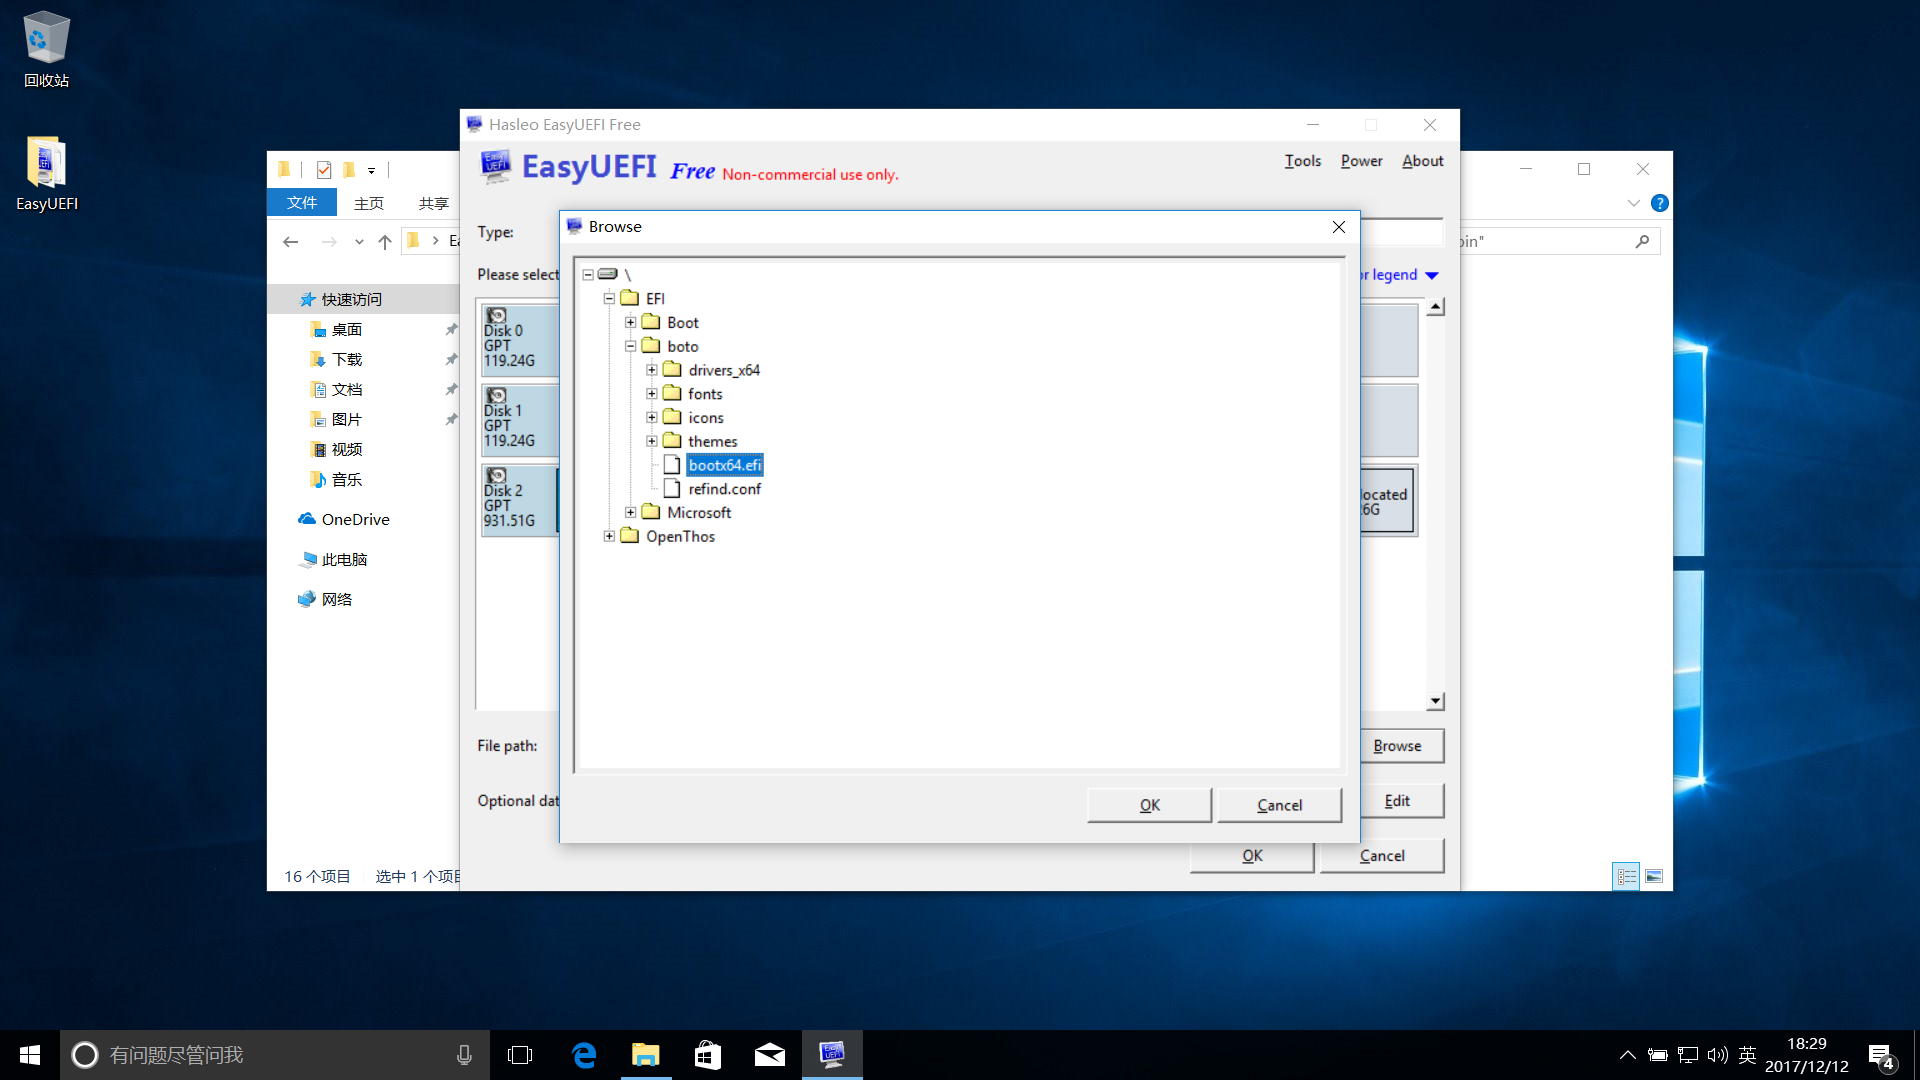 回收站
EasyUEFI
文件
主页
共享
快速访问
桌面
下载
文档
图片
视频
音乐
OneDrive
此电脑
网络
16 个项目 选中 1 个项目
Hasleo EasyUEFI Free
EasyUEFI Free Non-commercial use only.
Tools Power About
Type:
Please select
or legend
Disk 0
GPT
119.24G
Disk 1
GPT
119.24G
Disk 2
GPT
931.51G
located
6G
File path:
Browse
Optional dat
Edit
OK
Cancel
Browse
\
EFI
Boot
boto
drivers_x64
fonts
icons
themes
bootx64.efi
refind.conf
Microsoft
OpenThos
OK
Cancel
有问题尽管问我
英
18:29
2017/12/12
4